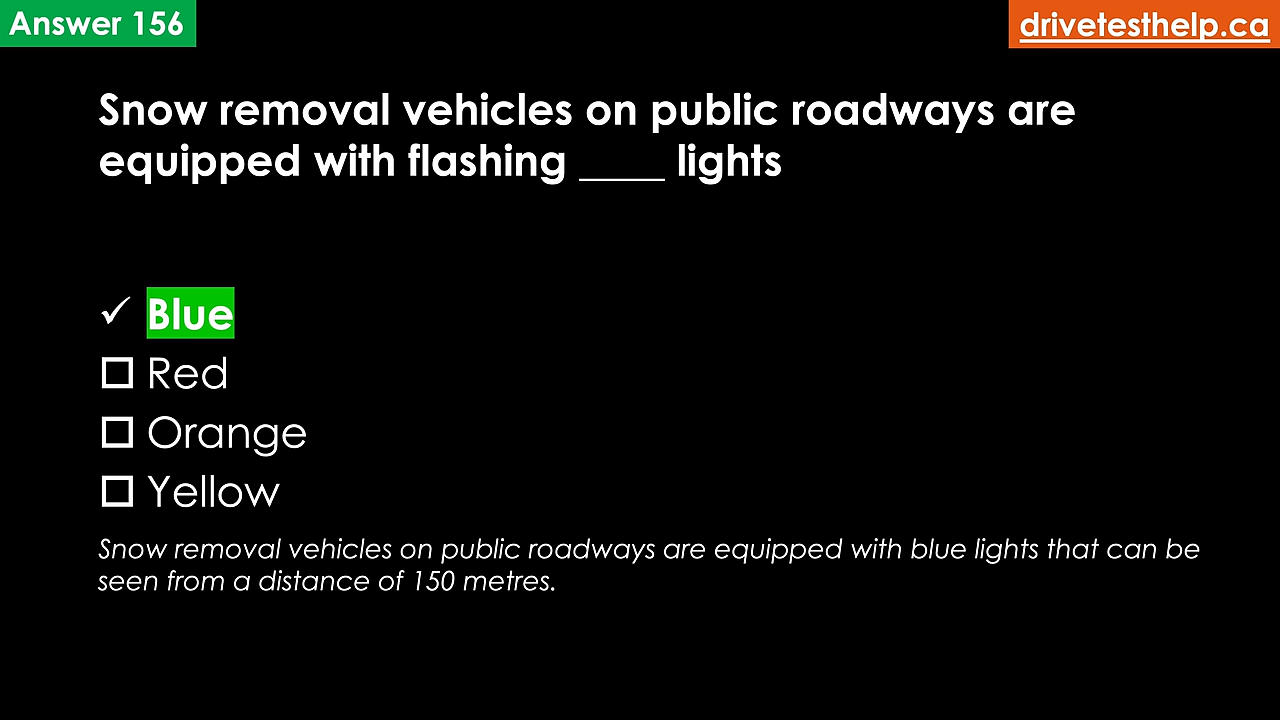 Answer 156
drivetesthelp.ca
Snow removal vehicles on public roadways are
equipped with flashing ____ lights
✓ Blue
☐ Red
☐ Orange
☐ Yellow
Snow removal vehicles on public roadways are equipped with blue lights that can be
seen from a distance of 150 metres.